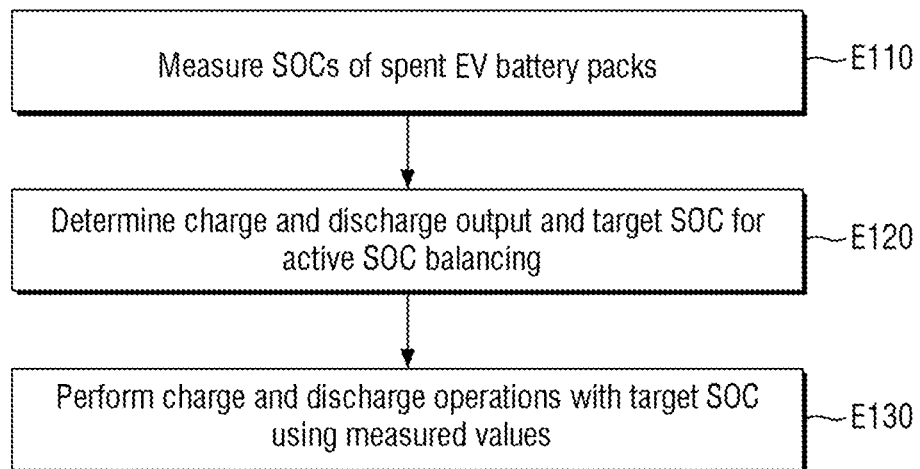 Measure SOCs of spent EV battery packs
E110
Determine charge and discharge output and target SOC for
active SOC balancing
E120
Perform charge and discharge operations with target SOC
using measured values
E130